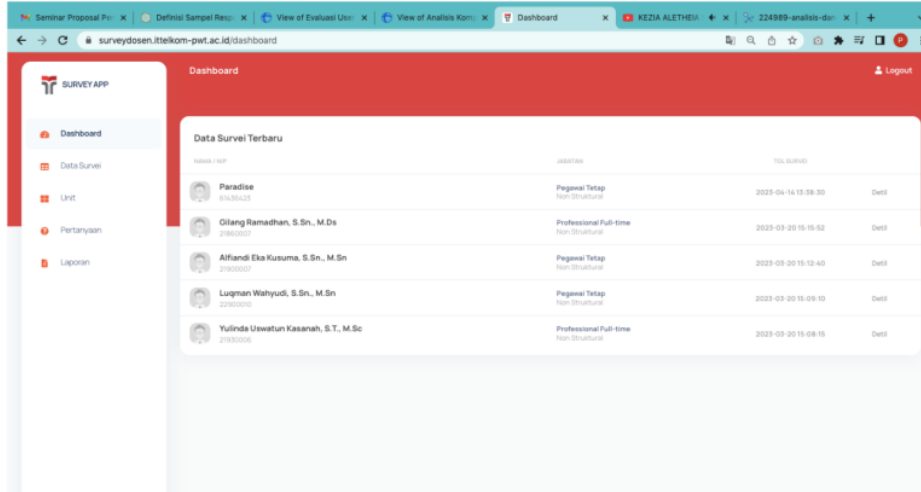 Seminar Proposal Per
Definisi Sampel Resp
View of Evaluasi User
View of Analisis Kom
Dashboard
KEZIA ALETHEIA
224989-analisis-dan
surveydosen.ittelkom-pwt.ac.id/dashboard
P
SURVEY APP
Dashboard
Logout
Dashboard
Data Survei
Unit
Pertanyaan
Laporan
Data Survei Terbaru
NAMA / NIP
JABATAN
TGL SURVEI
Paradise
61436423
Pegawai Tetap
Non Struktural
2023-04-14 13:38:30
Detil
Gilang Ramadhan, S.Sn., M.Ds
21860007
Professional Full-time
Non Struktural
2023-03-20 15:15:52
Detil
Alfiandi Eka Kusuma, S.Sn., M.Sn
21900007
Pegawai Tetap
Non Struktural
2023-03-20 15:12:40
Detil
Luqman Wahyudi, S.Sn., M.Sn
22900010
Pegawai Tetap
Non Struktural
2023-03-20 15:09:10
Detil
Yulinda Uswatun Kasanah, S.T., M.Sc
21930006
Professional Full-time
Non Struktural
2023-03-20 15:08:15
Detil